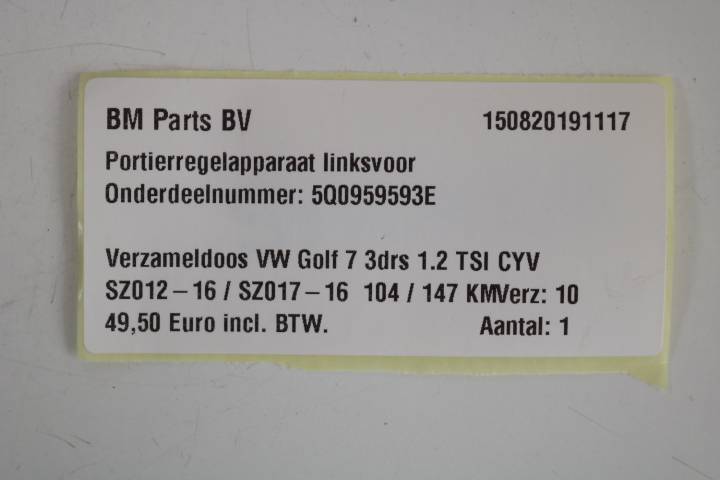 BM Parts BV 150820191117
Portierregelapparaat linksvoor
Onderdeelnummer: 5Q0959593E
Verzameldoos VW Golf 7 3drs 1.2 TSI CYV
SZ012 – 16 / SZ017 – 16 104 / 147 KMVerz: 10
49,50 Euro incl. BTW. Aantal: 1